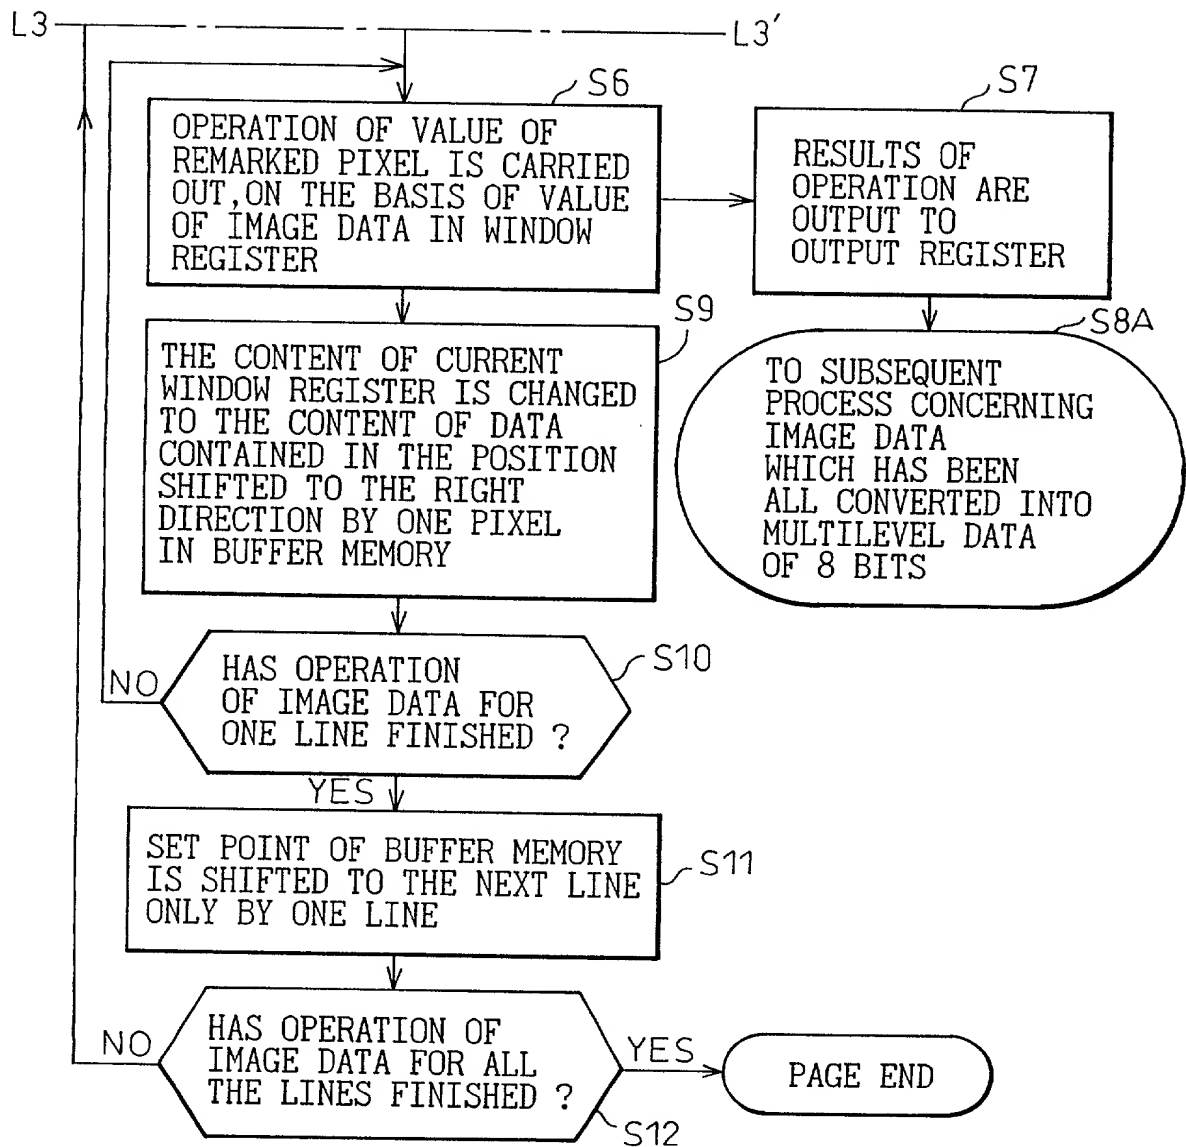 L3
L3'
S6
OPERATION OF VALUE OF
REMARKED PIXEL IS CARRIED
OUT, ON THE BASIS OF VALUE
OF IMAGE DATA IN WINDOW
REGISTER
S7
RESULTS OF
OPERATION ARE
OUTPUT TO
OUTPUT REGISTER
S9
THE CONTENT OF CURRENT
WINDOW REGISTER IS CHANGED
TO THE CONTENT OF DATA
CONTAINED IN THE POSITION
SHIFTED TO THE RIGHT
DIRECTION BY ONE PIXEL
IN BUFFER MEMORY
S8A
TO SUBSEQUENT
PROCESS CONCERNING
IMAGE DATA
WHICH HAS BEEN
ALL CONVERTED INTO
MULTILEVEL DATA
OF 8 BITS
S10
HAS OPERATION
OF IMAGE DATA FOR
ONE LINE FINISHED ?
NO
YES
S11
SET POINT OF BUFFER MEMORY
IS SHIFTED TO THE NEXT LINE
ONLY BY ONE LINE
NO
HAS OPERATION OF
IMAGE DATA FOR ALL
THE LINES FINISHED ?
S12
YES
PAGE END